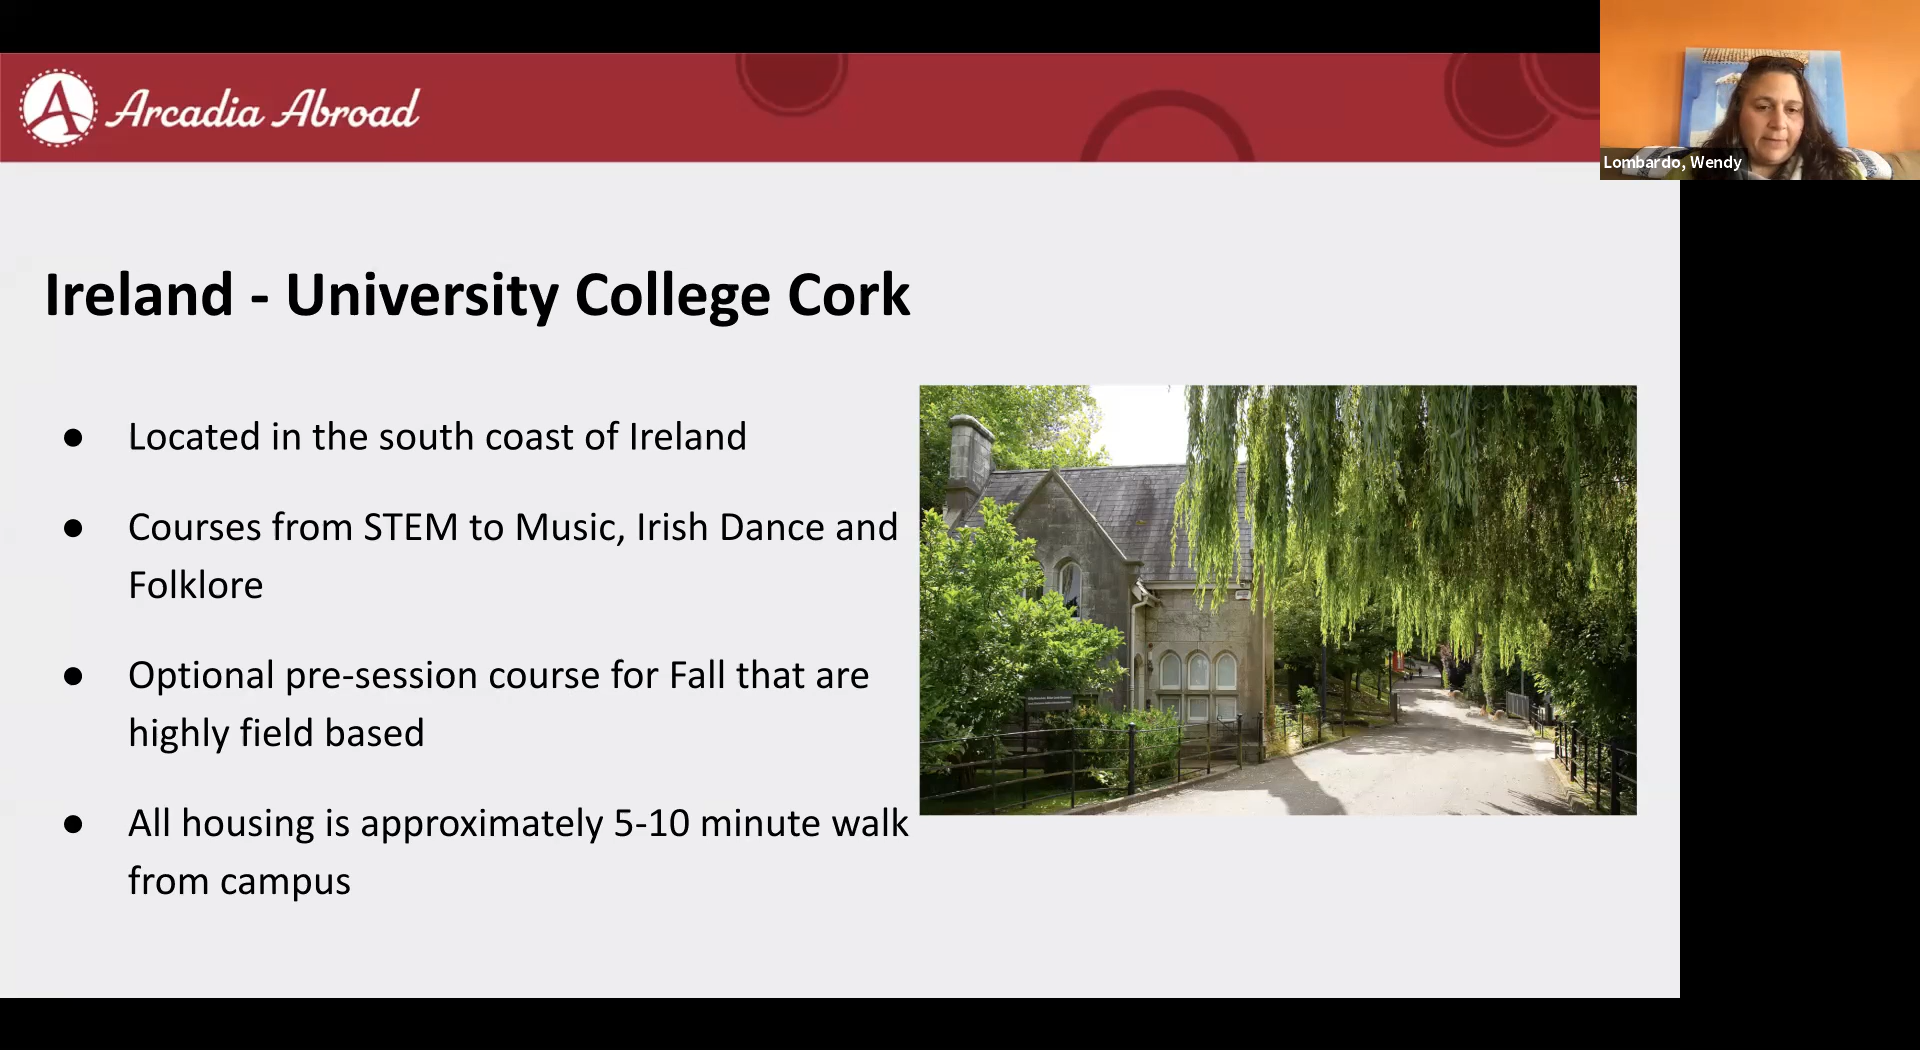 Arcadia Abroad
Lombardo, Wendy
Ireland - University College Cork
● Located in the south coast of Ireland
● Courses from STEM to Music, Irish Dance and
Folklore
● Optional pre-session course for Fall that are
highly field based
● All housing is approximately 5-10 minute walk
from campus